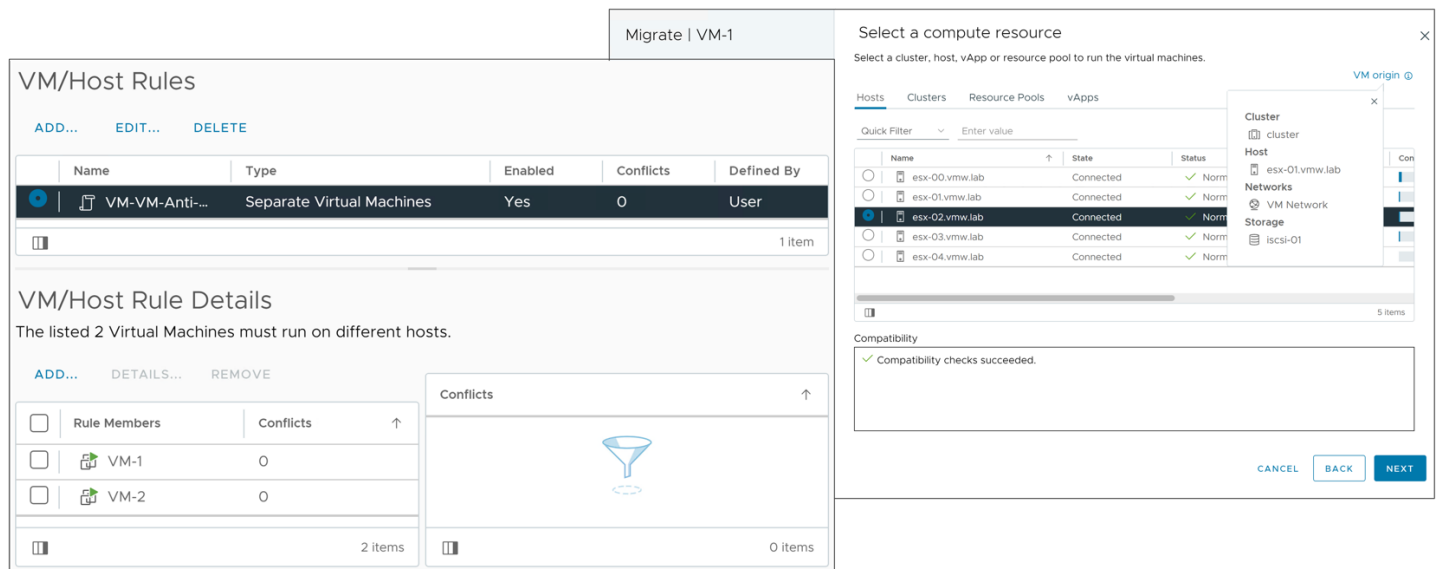 Migrate | VM-1
Select a compute resource
Select a cluster, host, vApp or resource pool to run the virtual machines.
VM origin
Hosts Clusters Resource Pools vApps
Quick Filter Enter value
Name State Status Con
esx-00.vmw.lab Connected Norm
esx-01.vmw.lab Connected Norm
esx-02.vmw.lab Connected Norm
esx-03.vmw.lab Connected Norm
esx-04.vmw.lab Connected Norm
5 items
Cluster
cluster
Host
esx-01.vmw.lab
Networks
VM Network
Storage
iscsi-01
Compatibility
Compatibility checks succeeded.
CANCEL BACK NEXT
VM/Host Rules
ADD... EDIT... DELETE
Name Type Enabled Conflicts Defined By
VM-VM-Anti-... Separate Virtual Machines Yes 0 User
1 item
VM/Host Rule Details
The listed 2 Virtual Machines must run on different hosts.
ADD... DETAILS... REMOVE
Rule Members Conflicts
VM-1 0
VM-2 0
2 items
Conflicts
0 items